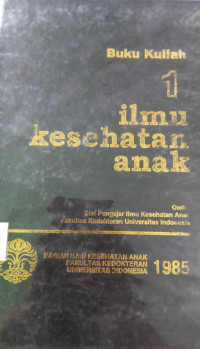 Buku Kuliah
1
ilmu
kesehatan
anak
Oleh
Staf Pengajar Ilmu Kesehatan Anak
Fakultas Kedokteran Universitas Indonesia
BAGIAN ILMU KESEHATAN ANAK
FAKULTAS KEDOKTERAN
UNIVERSITAS INDONESIA
1985